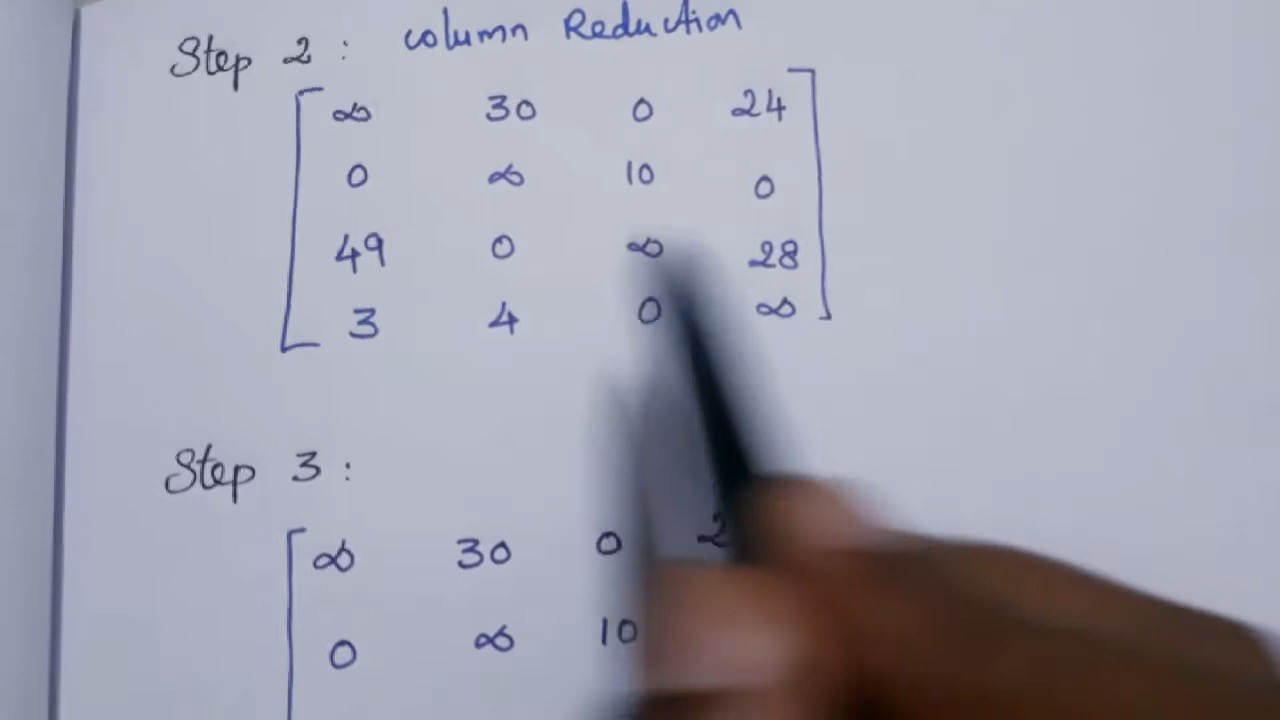 Step 2 : column Reduction
∞ 30 0 24
0 ∞ 10 0
49 0 ∞ 28
3 4 0 ∞
Step 3 :
∞ 30 0 2
0 ∞ 10